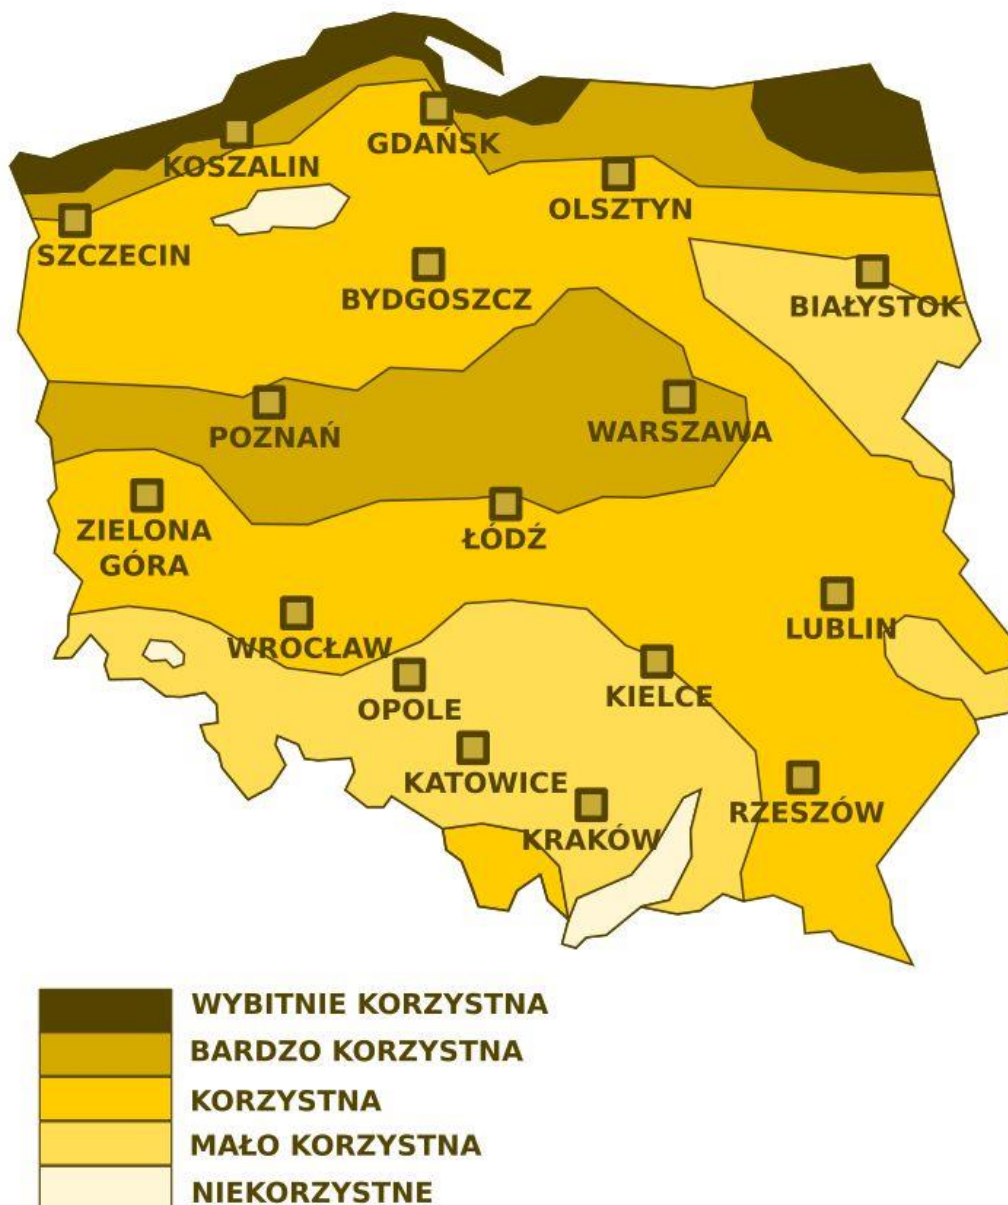 GDAŃSK
KOSZALIN
OLSZTYN
SZCZECIN
BYDGOSZCZ
BIAŁYSTOK
POZNAŃ
WARSZAWA
ZIELONA
GÓRA
ŁÓDŹ
LUBLIN
WROCŁAW
KIELCE
OPOLE
KATOWICE
RZESZÓW
KRAKÓW
WYBITNIE KORZYSTNA
BARDZO KORZYSTNA
KORZYSTNA
MAŁO KORZYSTNA
NIEKORZYSTNE